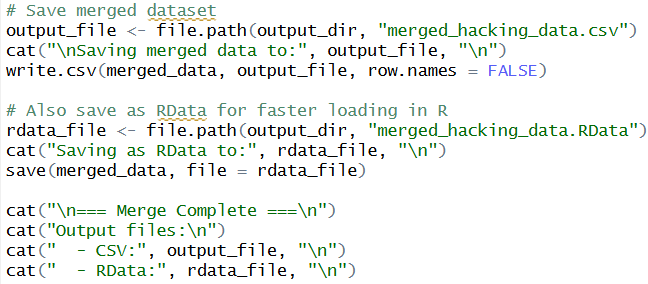 # Save merged dataset
output_file <- file.path(output_dir, "merged_hacking_data.csv")
cat("\nSaving merged data to:", output_file, "\n")
write.csv(merged_data, output_file, row.names = FALSE)

# Also save as RData for faster loading in R
rdata_file <- file.path(output_dir, "merged_hacking_data.RData")
cat("Saving as RData to:", rdata_file, "\n")
save(merged_data, file = rdata_file)

cat("\n=== Merge Complete ===\n")
cat("Output files:\n")
cat("  - CSV:", output_file, "\n")
cat("  - RData:", rdata_file, "\n")